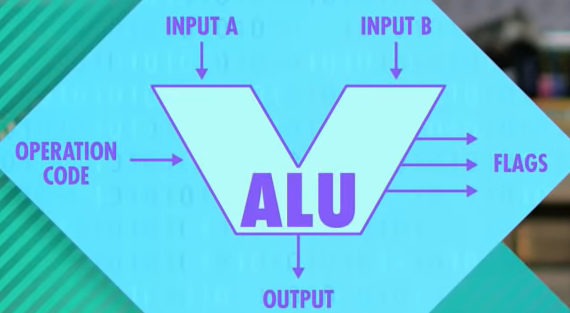 INPUT A
INPUT B
OPERATION
CODE
FLAGS
ALU
OUTPUT